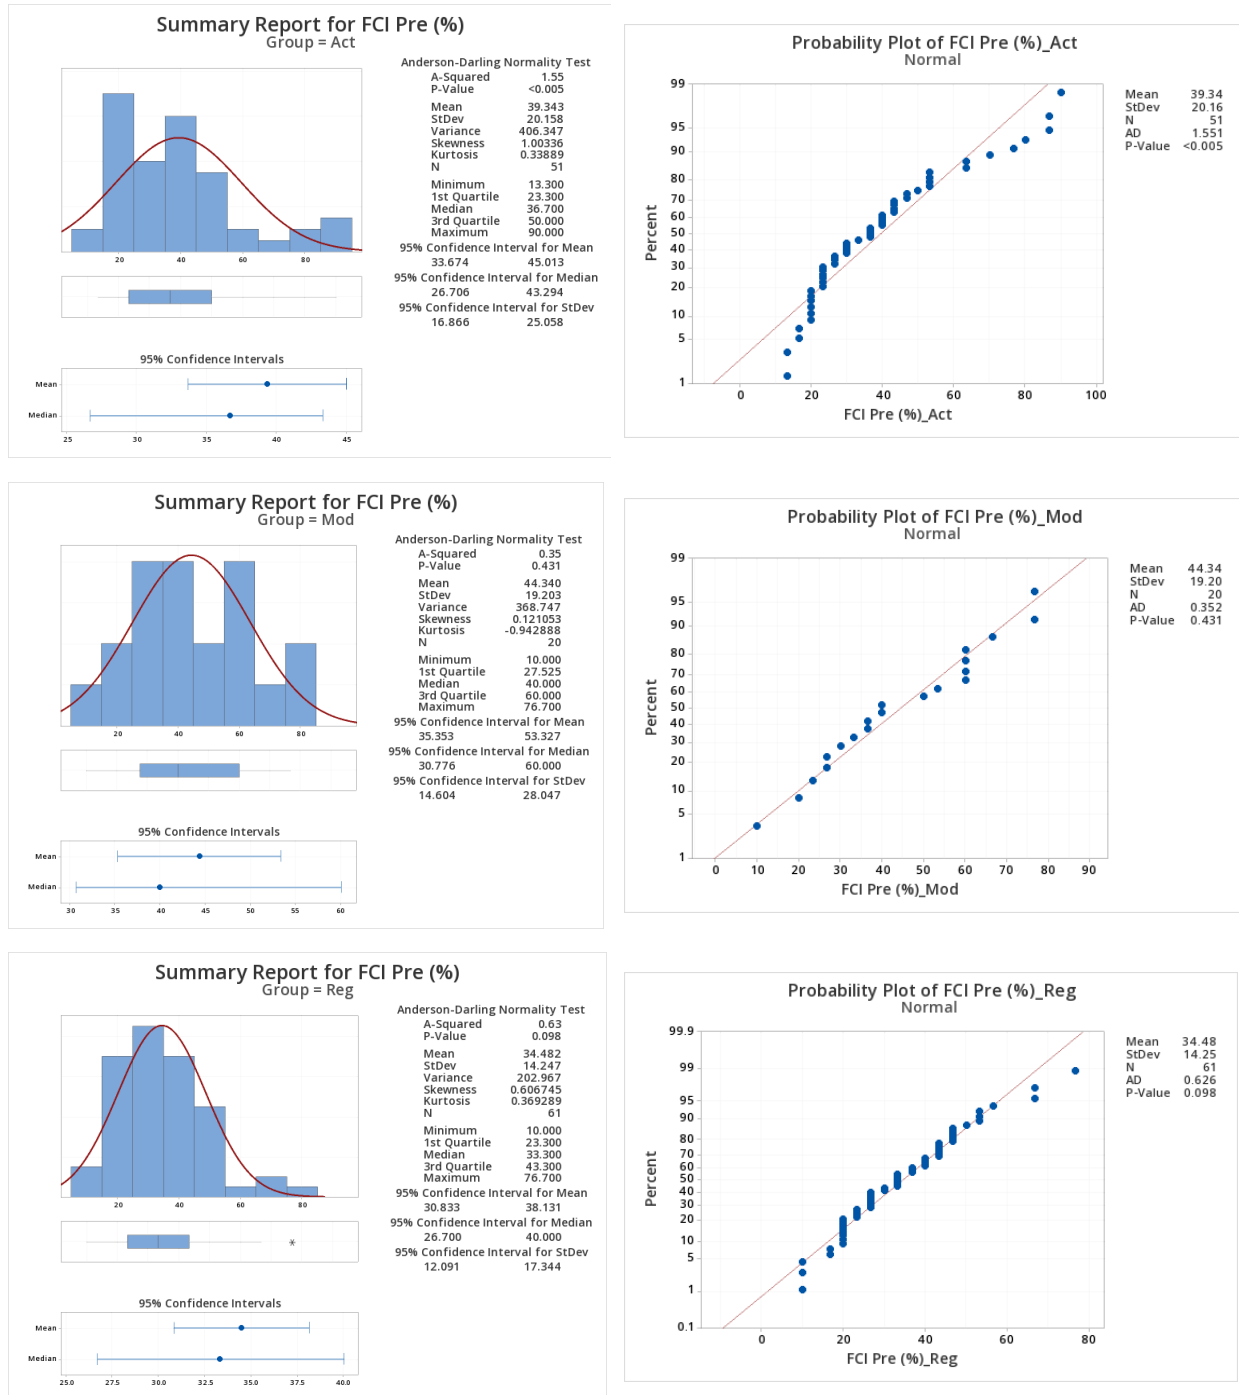 Summary Report for FCI Pre (%)
Group = Act
Anderson-Darling Normality Test
A-Squared 1.55
P-Value <0.005
Mean 39.343
StDev 20.158
Variance 406.347
Skewness 1.00336
Kurtosis 0.33889
N 51
Minimum 13.300
1st Quartile 23.300
Median 36.700
3rd Quartile 50.000
Maximum 90.000
95% Confidence Interval for Mean
33.674 45.013
95% Confidence Interval for Median
26.706 43.294
95% Confidence Interval for StDev
16.866 25.058
20 40 60 80
95% Confidence Intervals
Mean
Median
25 30 35 40 45
Probability Plot of FCI Pre (%)_Act
Normal
Mean 39.34
StDev 20.16
N 51
AD 1.551
P-Value <0.005
Percent
99
95
90
80
70
60
50
40
30
20
10
5
1
0 20 40 60 80 100
FCI Pre (%)_Act
Summary Report for FCI Pre (%)
Group = Mod
Anderson-Darling Normality Test
A-Squared 0.35
P-Value 0.431
Mean 44.340
StDev 19.203
Variance 368.747
Skewness 0.121053
Kurtosis -0.942888
N 20
Minimum 10.000
1st Quartile 27.525
Median 40.000
3rd Quartile 60.000
Maximum 76.700
95% Confidence Interval for Mean
35.353 53.327
95% Confidence Interval for Median
30.776 60.000
95% Confidence Interval for StDev
14.604 28.047
20 40 60 80
95% Confidence Intervals
Mean
Median
30 35 40 45 50 55 60
Probability Plot of FCI Pre (%)_Mod
Normal
Mean 44.34
StDev 19.20
N 20
AD 0.352
P-Value 0.431
Percent
99
95
90
80
70
60
50
40
30
20
10
5
1
0 10 20 30 40 50 60 70 80 90
FCI Pre (%)_Mod
Summary Report for FCI Pre (%)
Group = Reg
Anderson-Darling Normality Test
A-Squared 0.63
P-Value 0.098
Mean 34.482
StDev 14.247
Variance 202.967
Skewness 0.606745
Kurtosis 0.369289
N 61
Minimum 10.000
1st Quartile 23.300
Median 33.300
3rd Quartile 43.300
Maximum 76.700
95% Confidence Interval for Mean
30.833 38.131
95% Confidence Interval for Median
26.700 40.000
95% Confidence Interval for StDev
12.091 17.344
20 40 60 80
95% Confidence Intervals
Mean
Median
25.0 27.5 30.0 32.5 35.0 37.5 40.0
Probability Plot of FCI Pre (%)_Reg
Normal
Mean 34.48
StDev 14.25
N 61
AD 0.626
P-Value 0.098
Percent
99.9
99
95
90
80
70
60
50
40
30
20
10
5
1
0.1
0 20 40 60 80
FCI Pre (%)_Reg